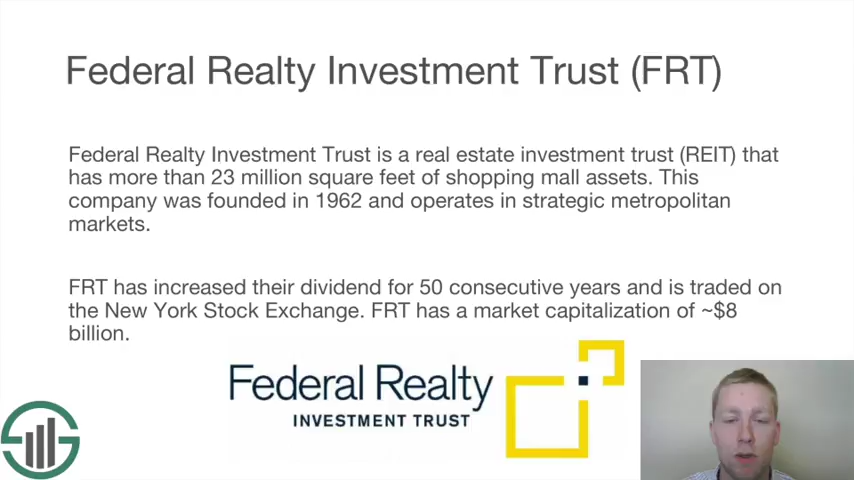 Federal Realty Investment Trust (FRT)
Federal Realty Investment Trust is a real estate investment trust (REIT) that
has more than 23 million square feet of shopping mall assets. This
company was founded in 1962 and operates in strategic metropolitan
markets.
FRT has increased their dividend for 50 consecutive years and is traded on
the New York Stock Exchange. FRT has a market capitalization of ~$8
billion.
Federal Realty
INVESTMENT TRUST